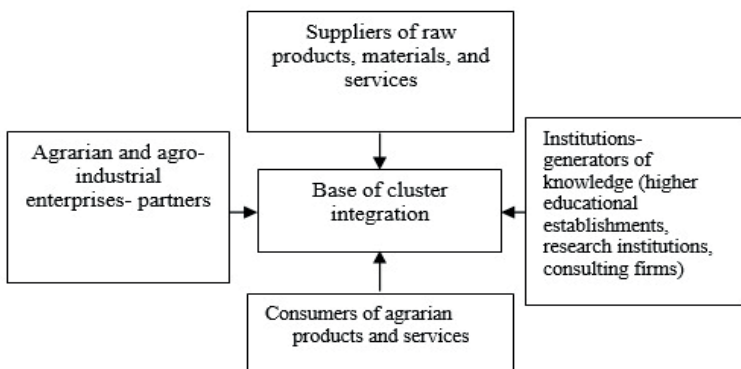 Suppliers of raw
products, materials, and
services
Agrarian and agro-
industrial
enterprises- partners
Base of cluster
integration
Institutions-
generators of
knowledge (higher
educational
establishments,
research institutions,
consulting firms)
Consumers of agrarian
products and services